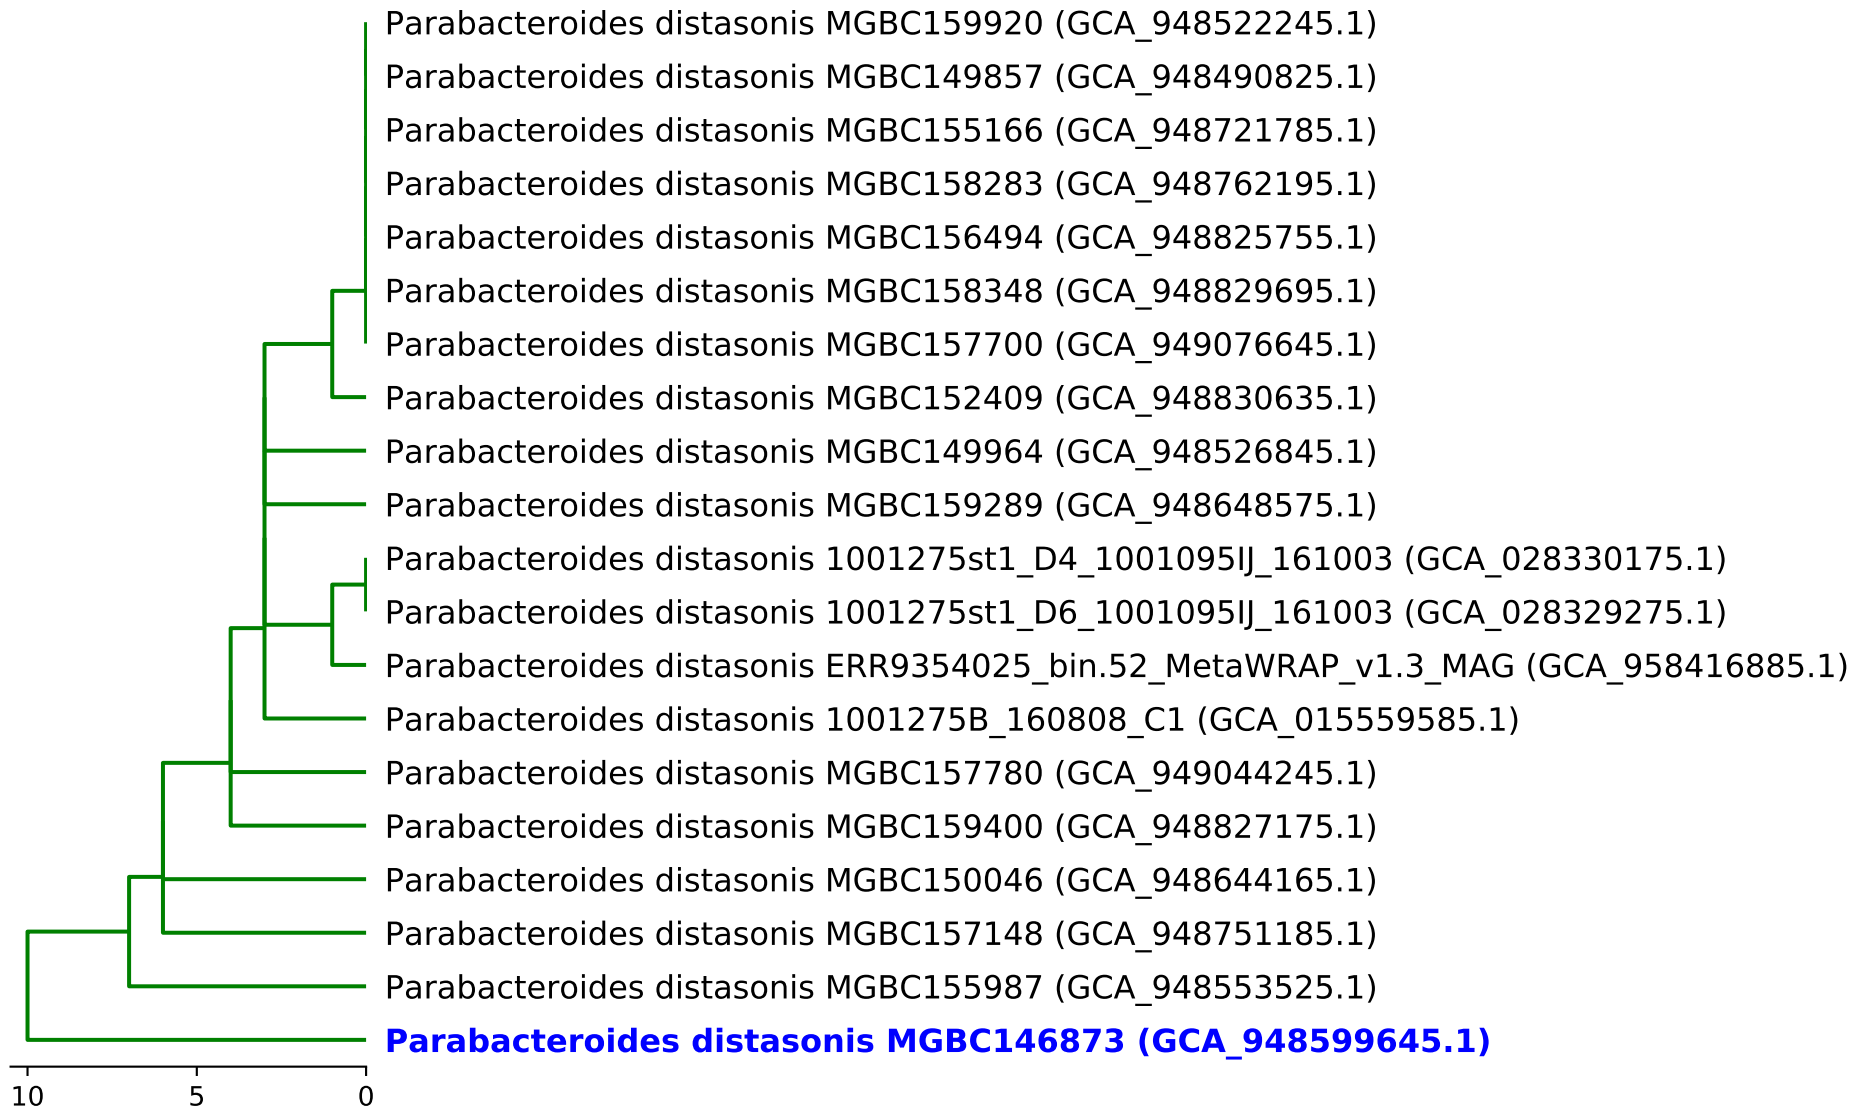 Parabacteroides distasonis MGBC159920 (GCA_948522245.1)
Parabacteroides distasonis MGBC149857 (GCA_948490825.1)
Parabacteroides distasonis MGBC155166 (GCA_948721785.1)
Parabacteroides distasonis MGBC158283 (GCA_948762195.1)
Parabacteroides distasonis MGBC156494 (GCA_948825755.1)
Parabacteroides distasonis MGBC158348 (GCA_948829695.1)
Parabacteroides distasonis MGBC157700 (GCA_949076645.1)
Parabacteroides distasonis MGBC152409 (GCA_948830635.1)
Parabacteroides distasonis MGBC149964 (GCA_948526845.1)
Parabacteroides distasonis MGBC159289 (GCA_948648575.1)
Parabacteroides distasonis 1001275st1_D4_1001095IJ_161003 (GCA_028330175.1)
Parabacteroides distasonis 1001275st1_D6_1001095IJ_161003 (GCA_028329275.1)
Parabacteroides distasonis ERR9354025_bin.52_MetaWRAP_v1.3_MAG (GCA_958416885.1)
Parabacteroides distasonis 1001275B_160808_C1 (GCA_015559585.1)
Parabacteroides distasonis MGBC157780 (GCA_949044245.1)
Parabacteroides distasonis MGBC159400 (GCA_948827175.1)
Parabacteroides distasonis MGBC150046 (GCA_948644165.1)
Parabacteroides distasonis MGBC157148 (GCA_948751185.1)
Parabacteroides distasonis MGBC155987 (GCA_948553525.1)
Parabacteroides distasonis MGBC146873 (GCA_948599645.1)
10 5 0